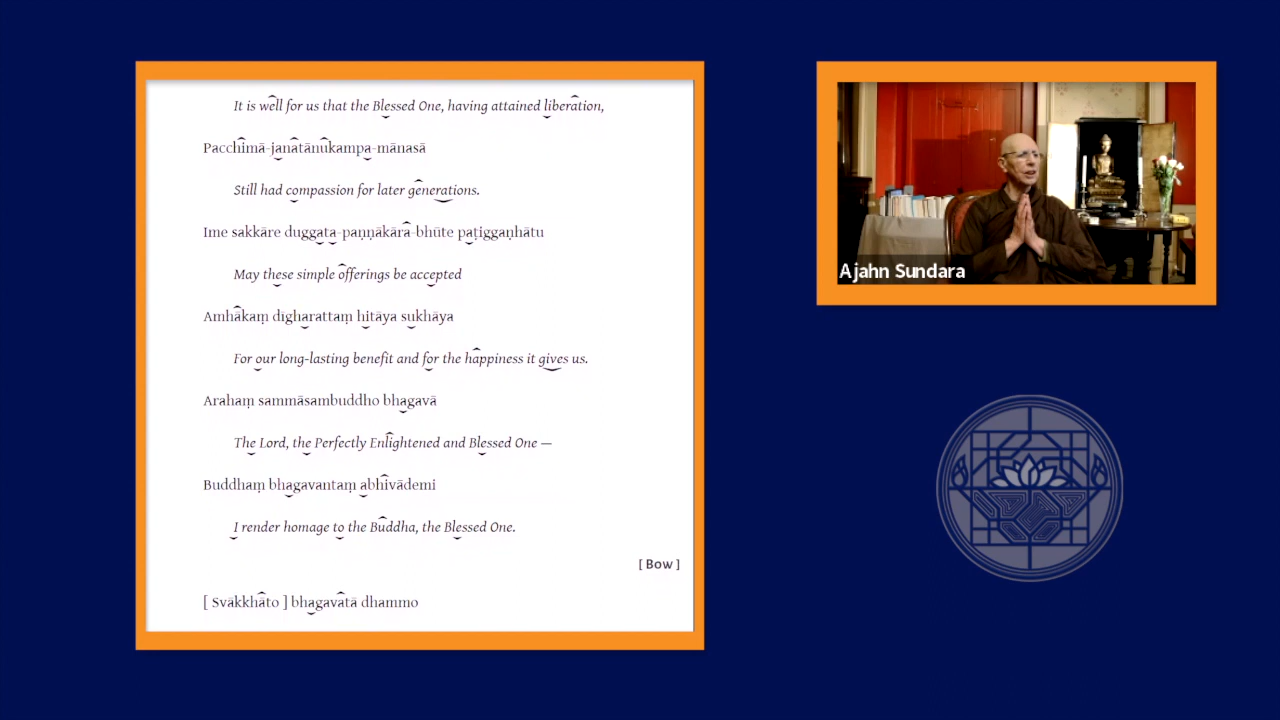 It is well for us that the Blessed One, having attained liberation,
Pacchimā-janatānukampa-mānasā
Still had compassion for later generations.
Ime sakkāre duggata-paṇṇākārā-bhūte paṭiggaṇhātu
May these simple offerings be accepted
Amhākaṃ dīgharattaṃ hitāya sukhāya
For our long-lasting benefit and for the happiness it gives us.
Arahaṃ sammāsambuddho bhagavā
The Lord, the Perfectly Enlightened and Blessed One —
Buddhaṃ bhagavantaṃ abhivādemi
I render homage to the Buddha, the Blessed One.
[ Bow ]
[ Svākkhāto ] bhagavatā dhammo
Ajahn Sundara